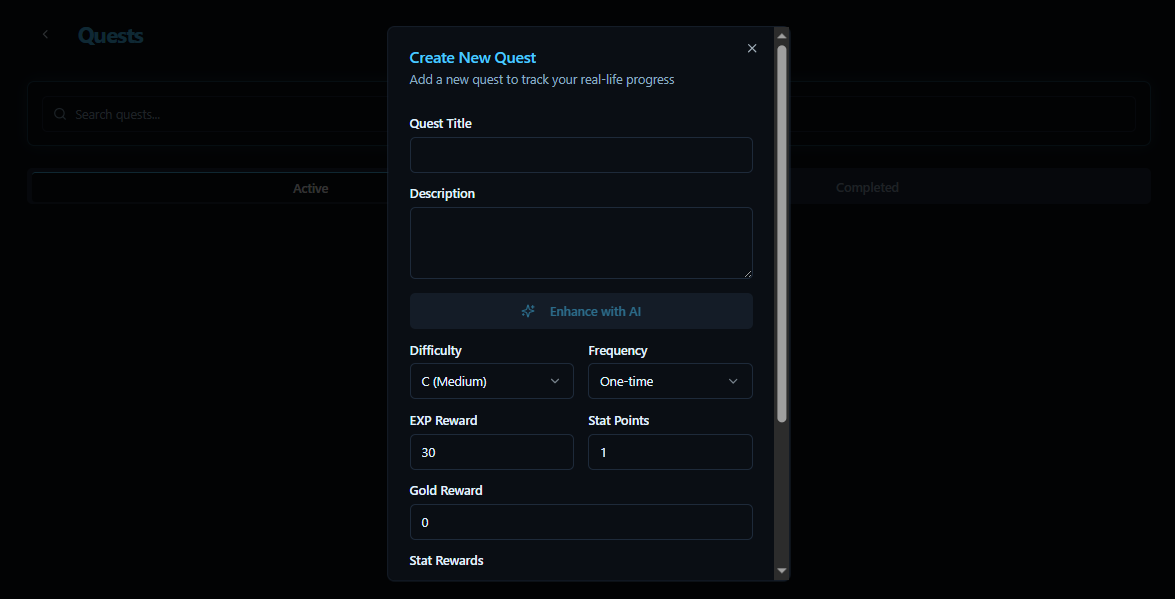 Quests
Search quests...
Active
Completed
Create New Quest
Add a new quest to track your real-life progress
Quest Title
Description
Enhance with AI
Difficulty
Frequency
C (Medium)
One-time
EXP Reward
Stat Points
30
1
Gold Reward
0
Stat Rewards